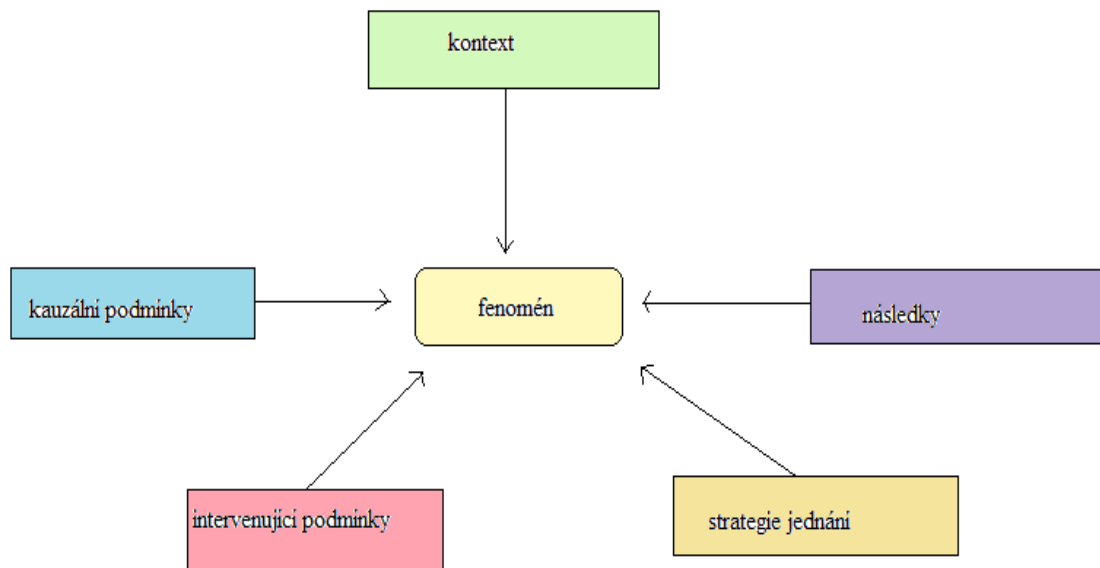 kontext
kauzální podmínky
fenomén
následky
intervenující podmínky
strategie jednání